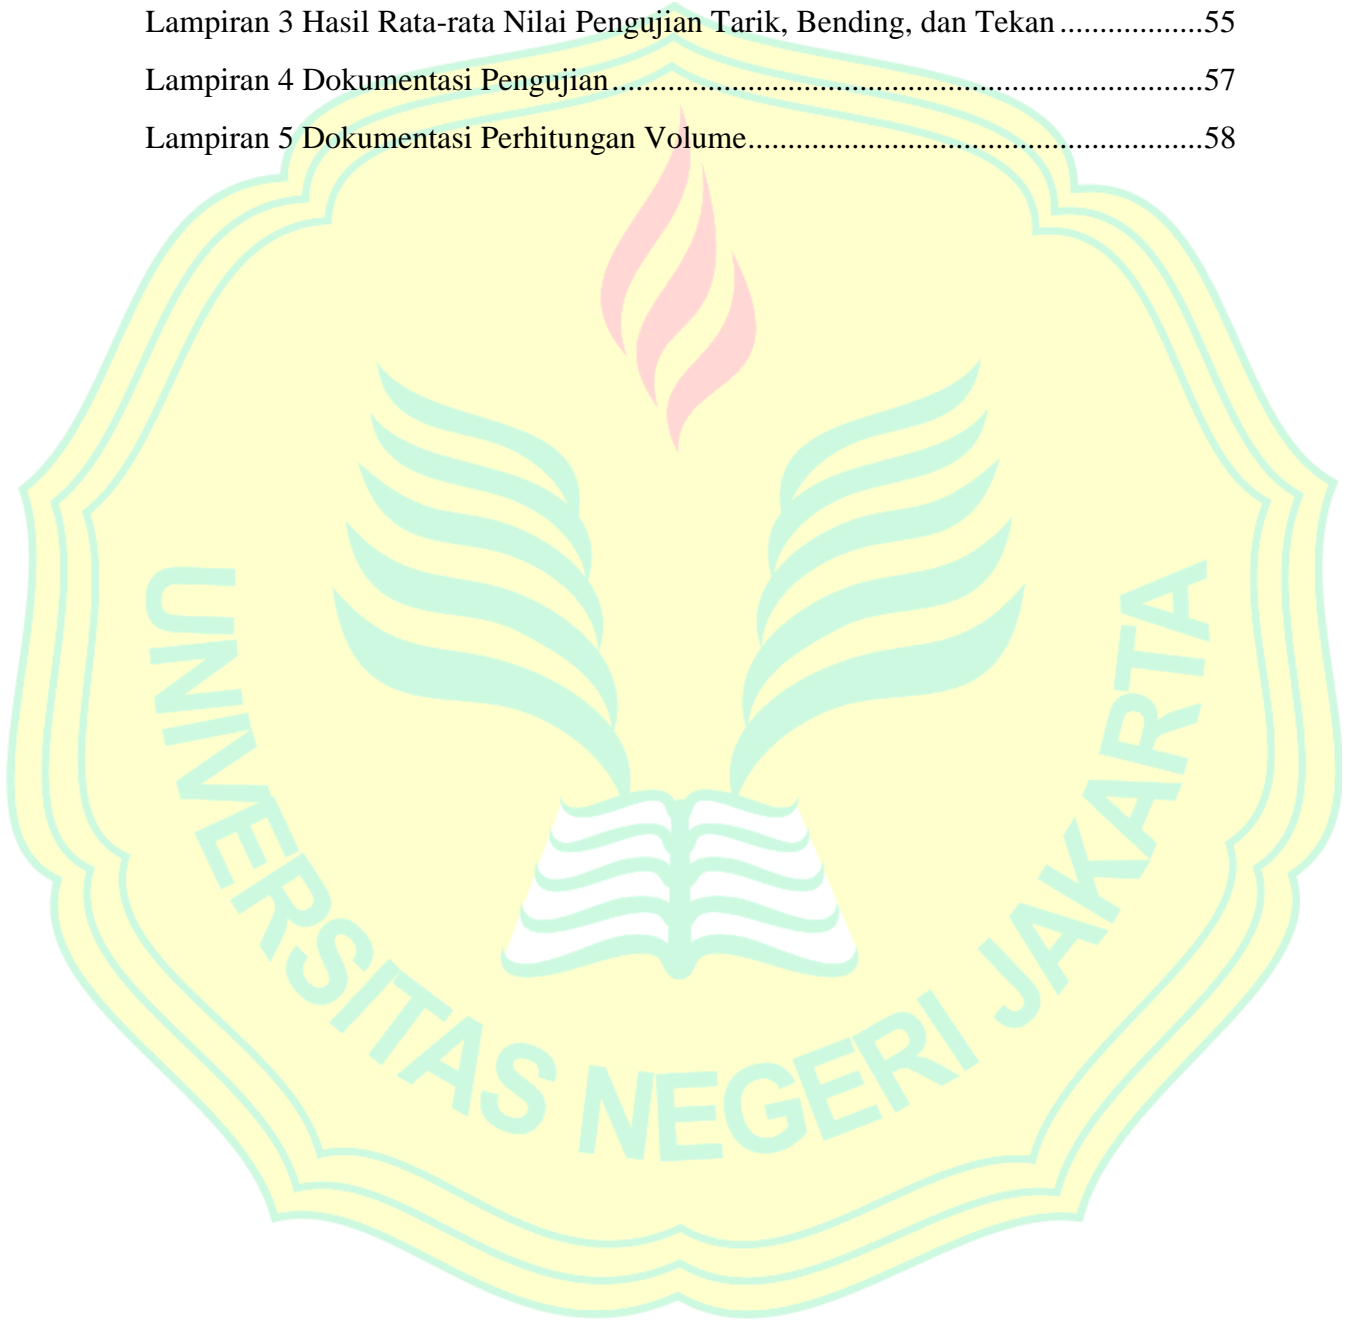 Lampiran 3 Hasil Rata-rata Nilai Pengujian Tarik, Bending, dan Tekan ..................55
Lampiran 4 Dokumentasi Pengujian.........................................................................57
Lampiran 5 Dokumentasi Perhitungan Volume........................................................58
UNIVERSITAS NEGERI JAKARTA